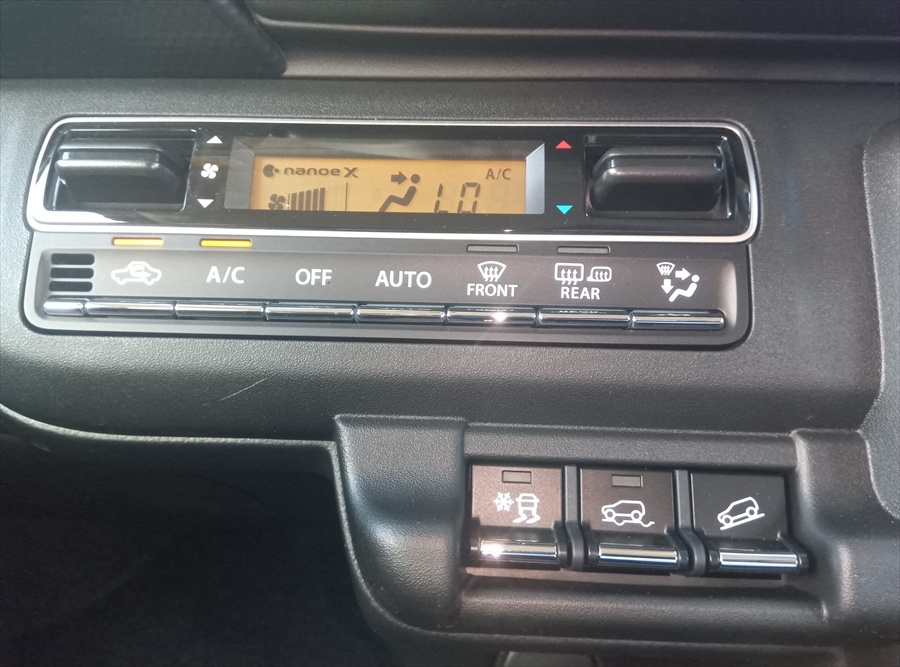 nanoe X
A/C
LO
A/C
OFF
AUTO
FRONT
REAR